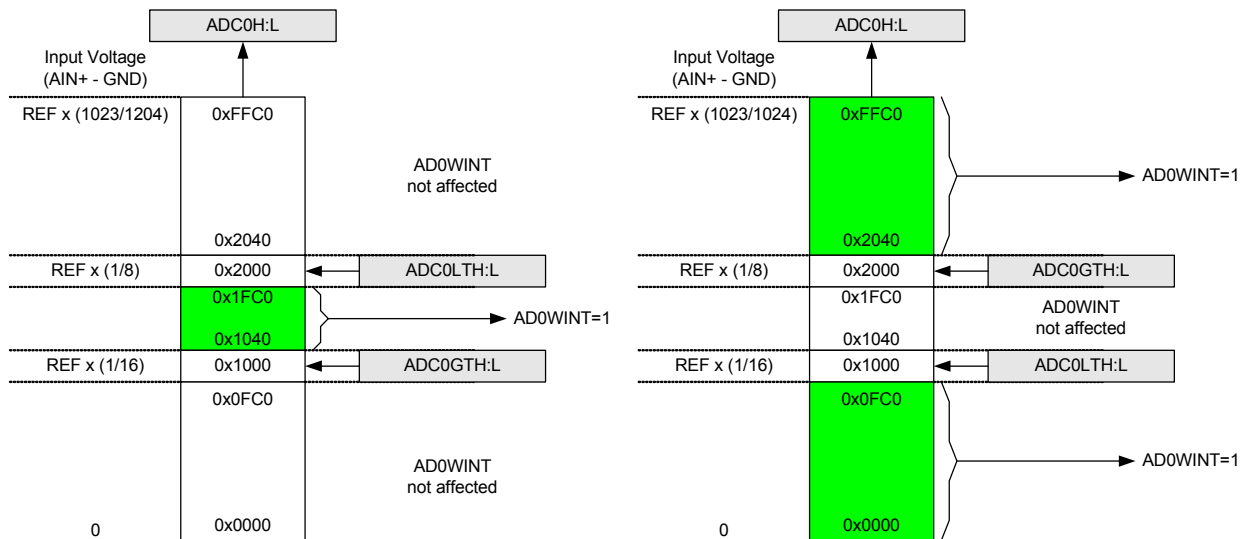 ADC0H:L
Input Voltage
(AIN+ - GND)
REF x (1023/1204)
0xFFC0
AD0WINT
not affected
0x2040
REF x (1/8)
0x2000
ADC0LTH:L
0x1FC0
AD0WINT=1
0x1040
REF x (1/16)
0x1000
ADC0GTH:L
0x0FC0
AD0WINT
not affected
0
0x0000
ADC0H:L
Input Voltage
(AIN+ - GND)
REF x (1023/1024)
0xFFC0
AD0WINT=1
0x2040
REF x (1/8)
0x2000
ADC0GTH:L
0x1FC0
AD0WINT
not affected
0x1040
REF x (1/16)
0x1000
ADC0LTH:L
0x0FC0
AD0WINT=1
0
0x0000